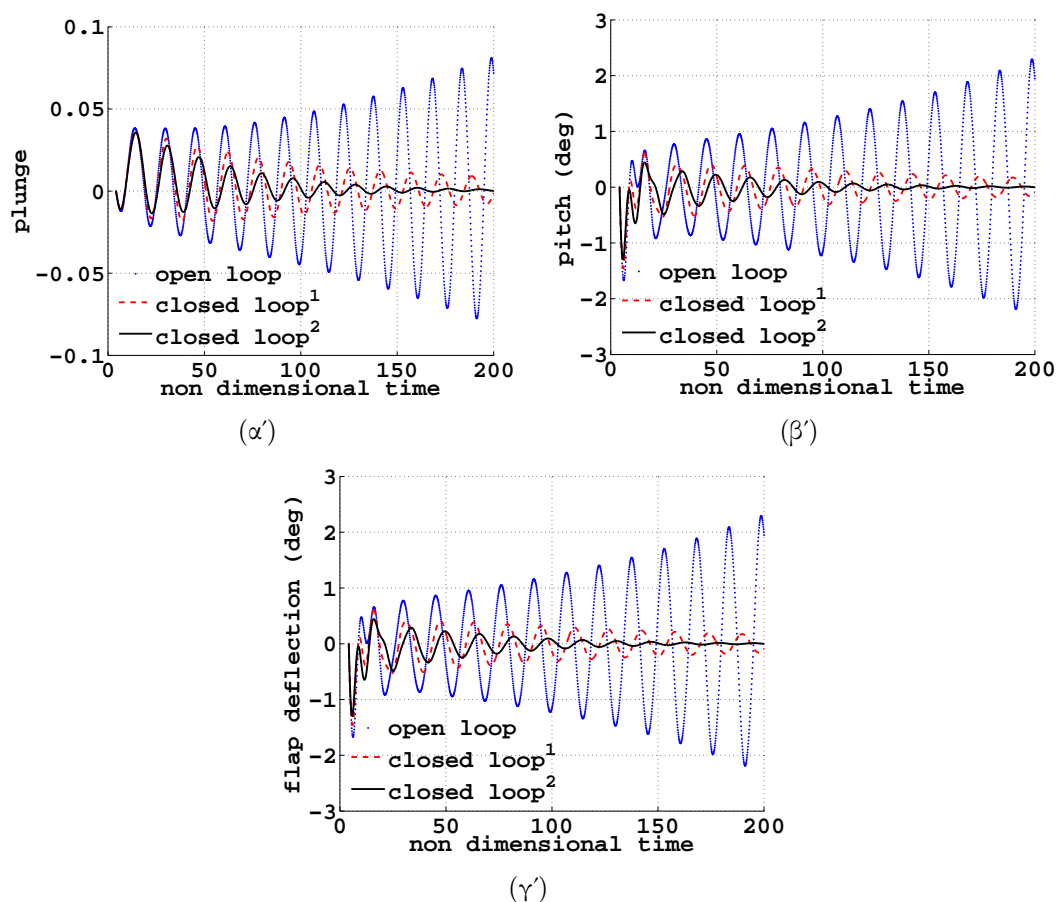 0.1
0.05
0
−0.05
−0.1
plunge
open loop
closed loop¹
closed loop²
0 50 100 150 200
non dimensional time
(α′)
3
2
1
0
−1
−2
−3
pitch (deg)
open loop
closed loop¹
closed loop²
0 50 100 150 200
non dimensional time
(β′)
3
2
1
0
−1
−2
−3
flap deflection (deg)
open loop
closed loop¹
closed loop²
0 50 100 150 200
non dimensional time
(γ′)